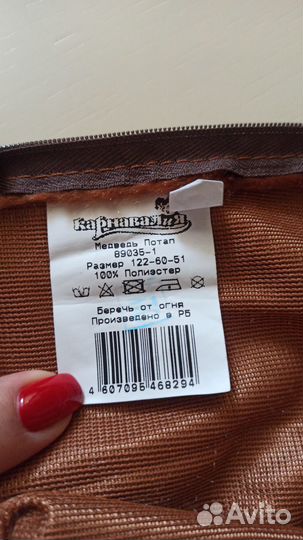 Карнавалия
Медведь Потап
89035-1
Размер 122-60-51
100% Полиэстер
Беречь от огня
Произведено в РБ
4 607095 468294
Avito